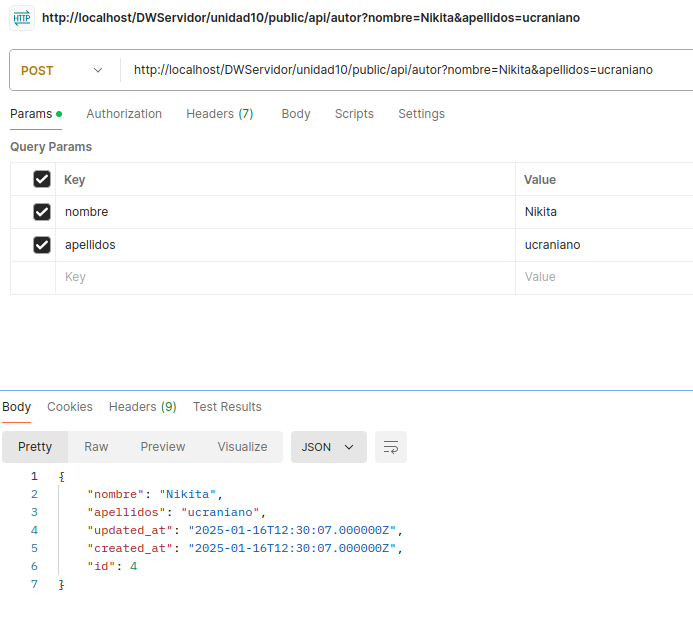 HTTP http://localhost/DWServidor/unidad10/public/api/autor?nombre=Nikita&apellidos=ucraniano
POST http://localhost/DWServidor/unidad10/public/api/autor?nombre=Nikita&apellidos=ucraniano
Params Authorization Headers (7) Body Scripts Settings
Query Params
Key Value
nombre Nikita
apellidos ucraniano
Key Value
Body Cookies Headers (9) Test Results
Pretty Raw Preview Visualize JSON
1 {
2 "nombre": "Nikita",
3 "apellidos": "ucraniano",
4 "updated_at": "2025-01-16T12:30:07.000000Z",
5 "created_at": "2025-01-16T12:30:07.000000Z",
6 "id": 4
7 }